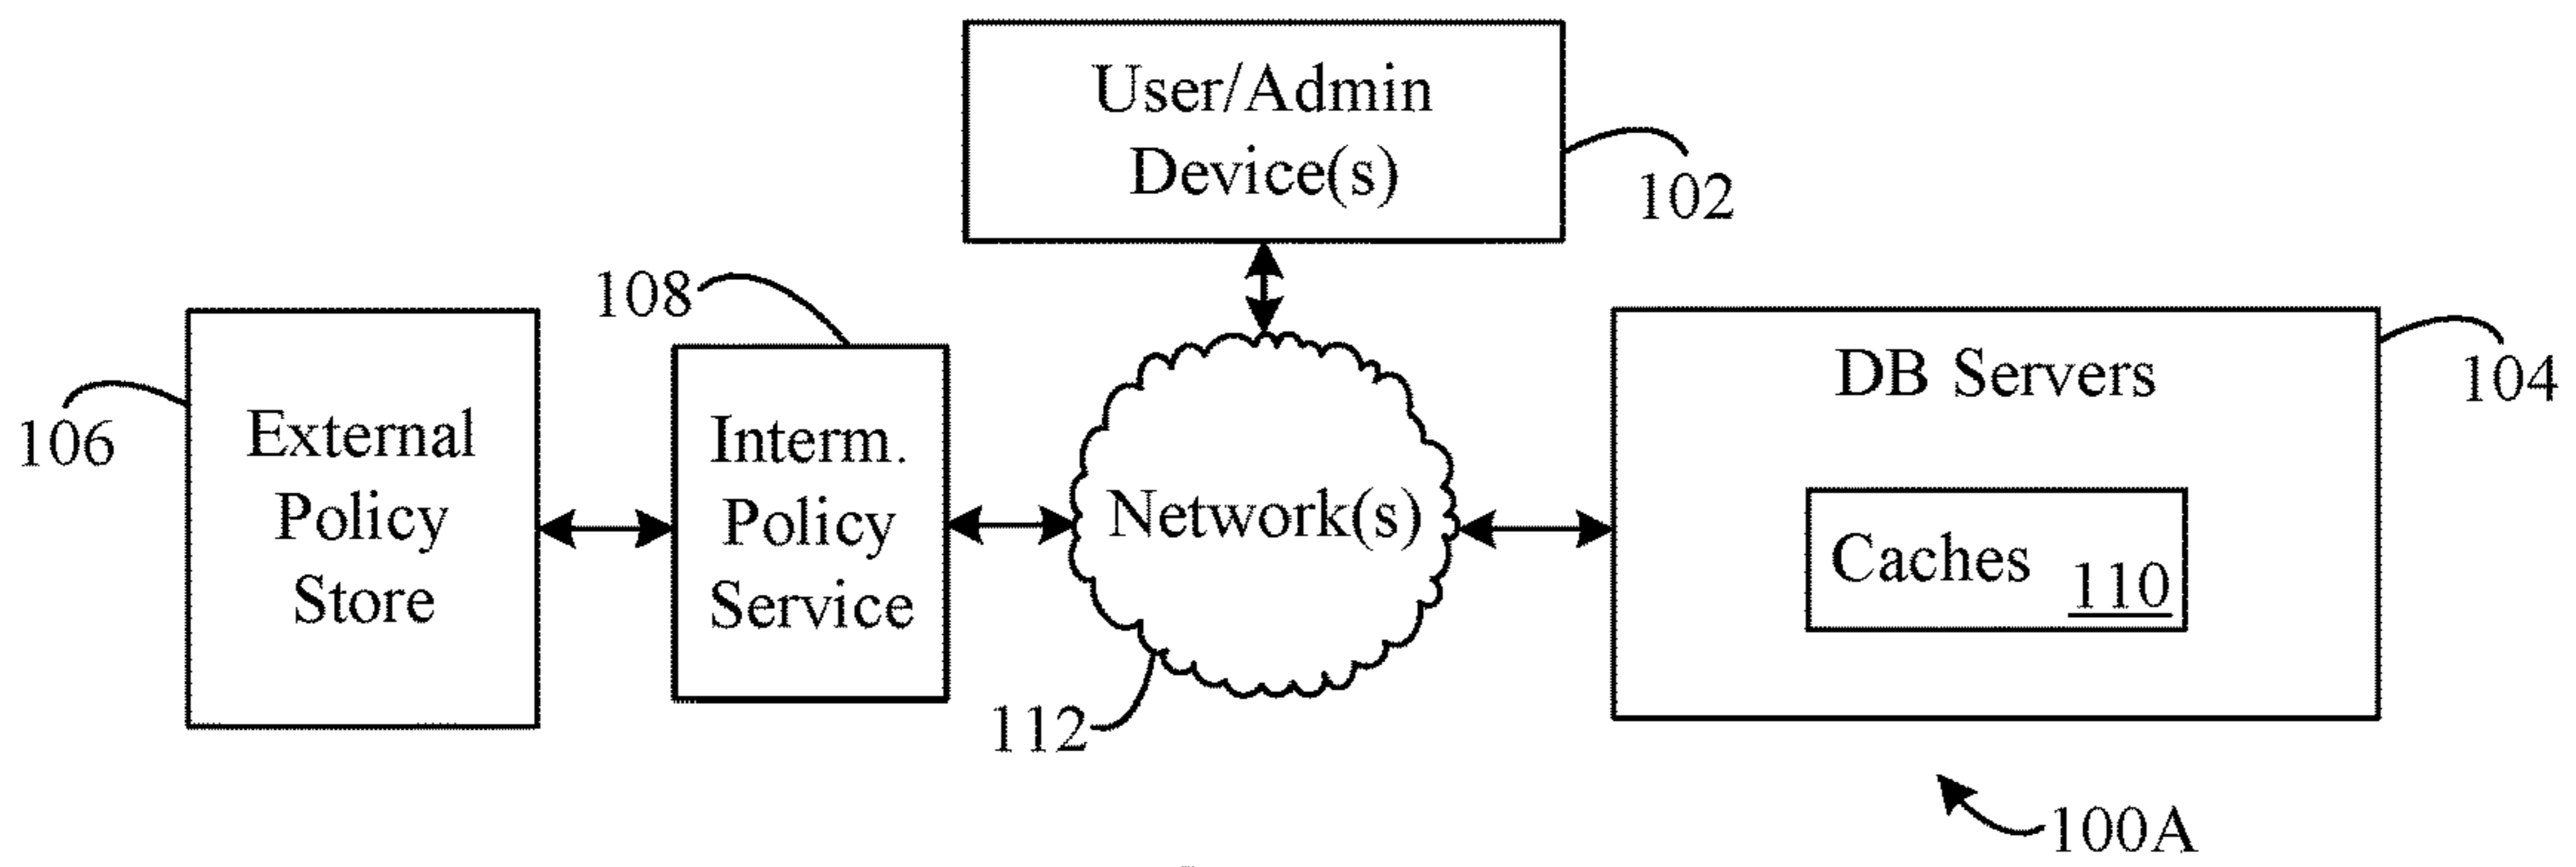 User/Admin
Device(s)
102
108
106
External
Policy
Store
Interm.
Policy
Service
Network(s)
112
DB Servers
104
Caches 110
100A